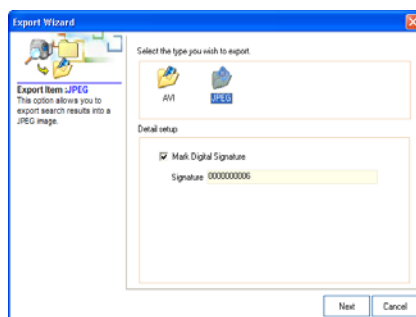 Export Wizard
Select the type you wish to export.
AVI
JPEG
Export Item :JPEG
This option allows you to
export search results into a
JPEG image.
Detail setup
Mark Digital Signature
Signature 0000000006
Next
Cancel